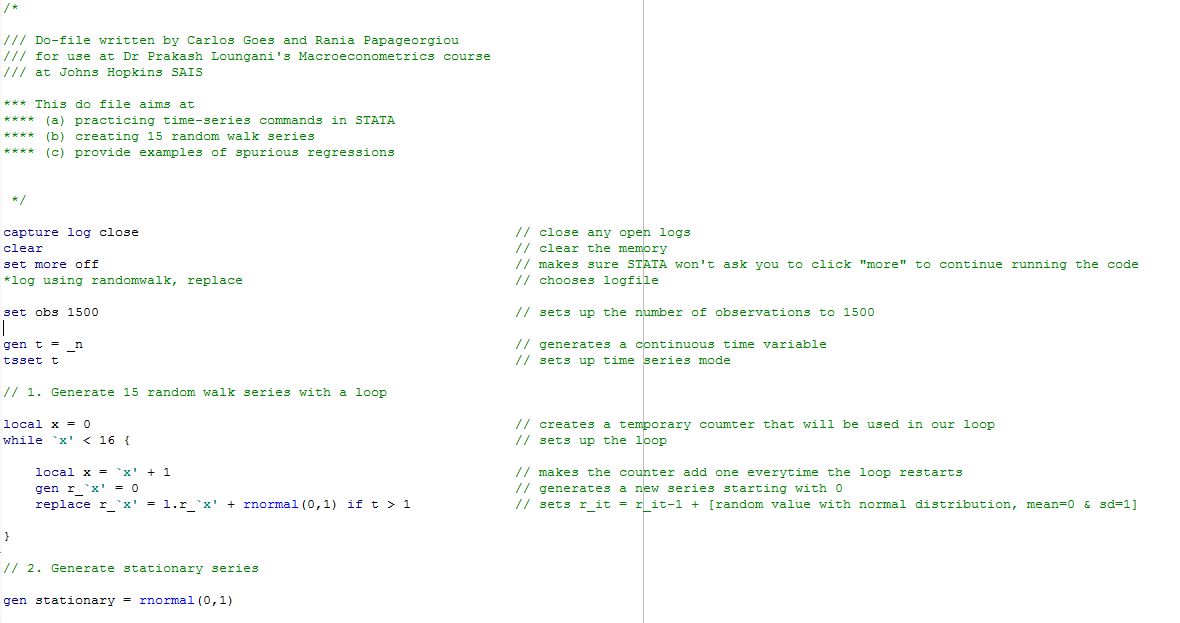 /*
/// Do-file written by Carlos Goes and Rania Papageorgiou
/// for use at Dr Prakash Loungani's Macroeconometrics course
/// at Johns Hopkins SAIS
*** This do file aims at
**** (a) practicing time-series commands in STATA
**** (b) creating 15 random walk series
**** (c) provide examples of spurious regressions
*/
capture log close // close any open logs
clear // clear the memory
set more off // makes sure STATA won't ask you to click "more" to continue running the code
*log using randomwalk, replace // chooses logfile
set obs 1500 // sets up the number of observations to 1500
gen t = _n // generates a continuous time variable
tsset t // sets up time series mode
// 1. Generate 15 random walk series with a loop
local x = 0 // creates a temporary coumter that will be used in our loop
while `x' < 16 { // sets up the loop
local x = `x' + 1 // makes the counter add one everytime the loop restarts
gen r_`x' = 0 // generates a new series starting with 0
replace r_`x' = l.r_`x' + rnormal(0,1) if t > 1 // sets r_it = r_it-1 + [random value with normal distribution, mean=0 & sd=1]
}
// 2. Generate stationary series
gen stationary = rnormal(0,1)